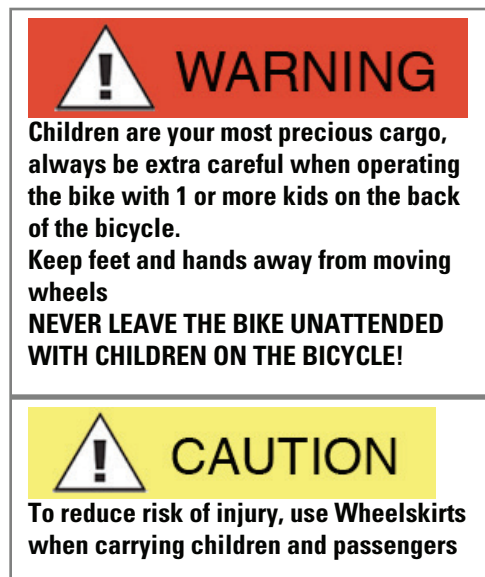 WARNING
Children are your most precious cargo,
always be extra careful when operating
the bike with 1 or more kids on the back
of the bicycle.
Keep feet and hands away from moving
wheels
NEVER LEAVE THE BIKE UNATTENDED
WITH CHILDREN ON THE BICYCLE!
CAUTION
To reduce risk of injury, use Wheelskirts
when carrying children and passengers